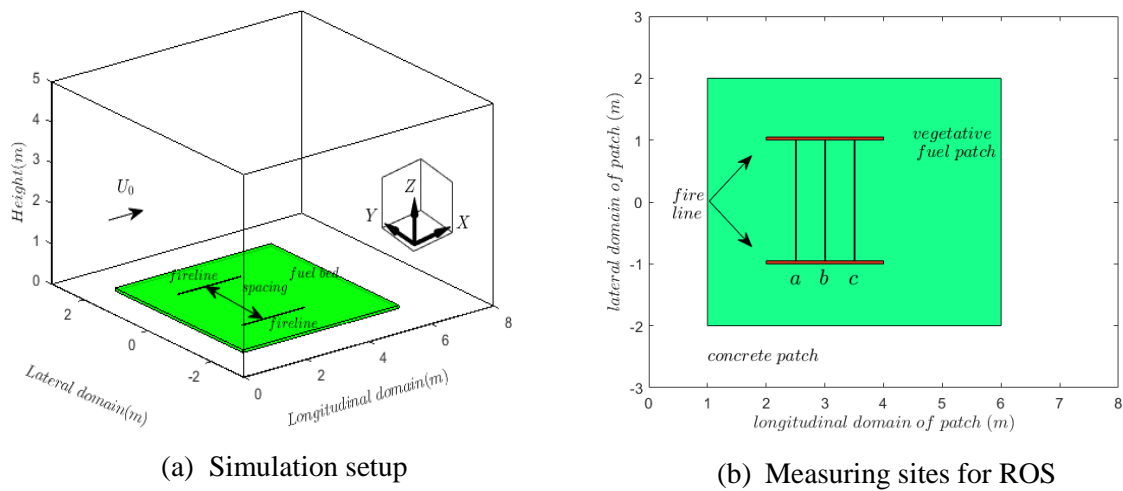 5
4
3
2
1
0
Height(m)
U0
Z
Y
X
fireline
fuel bed
spacing
fireline
2
0
-2
Lateral domain(m)
0
2
4
6
8
Longitudinal domain(m)
(a) Simulation setup
3
2
1
0
-1
-2
-3
lateral domain of patch (m)
vegetative
fuel patch
fire
line
a b c
concrete patch
0 1 2 3 4 5 6 7 8
longitudinal domain of patch (m)
(b) Measuring sites for ROS